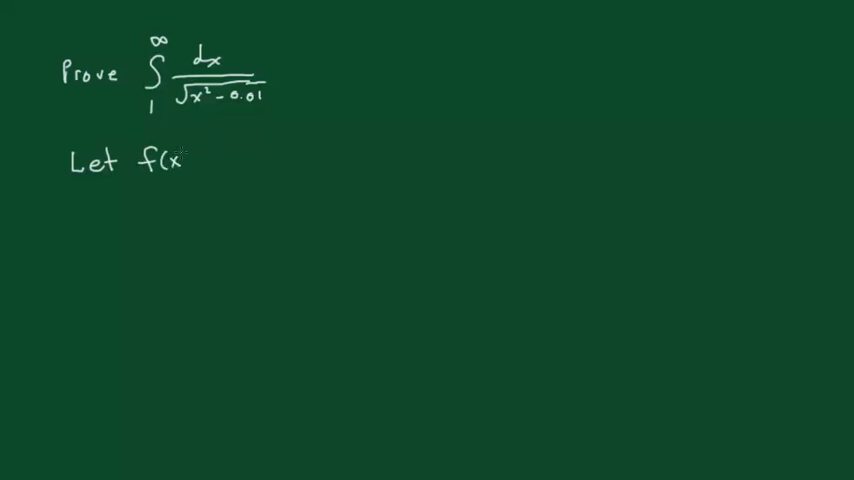 Prove ∫₁^∞ dx / √(x² - 0.01)
Let f(x